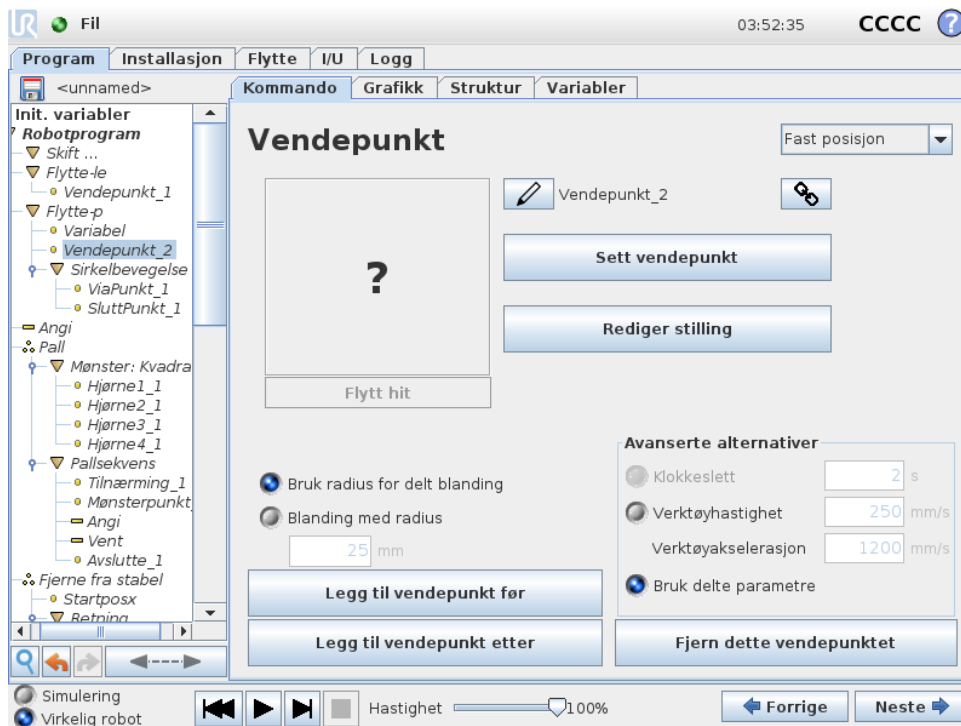 UR Fil 03:52:35 CCCC ?
Program Installasjon Flytte I/U Logg
<unnamed> Kommando Grafikk Struktur Variabler
Init. variabler
Robotprogram
Skift ...
Flytte-le
Vendepunkt_1
Flytte-p
Variabel
Vendepunkt_2
Sirkelbevegelse
ViaPunkt_1
SluttPunkt_1
Angi
Pall
Mønster: Kvadra
Hjørne1_1
Hjørne2_1
Hjørne3_1
Hjørne4_1
Pallsekvens
Tilnærming_1
Mønsterpunkt
Angi
Vent
Avslutte_1
Fjerne fra stabel
Startposx
Retning
Vendepunkt Fast posisjon
Vendepunkt_2
?
Sett vendepunkt
Rediger stilling
Flytt hit
Bruk radius for delt blanding
Blanding med radius
25 mm
Avanserte alternativer
Klokkeslett 2 s
Verktøyhastighet 250 mm/s
Verktøyakselerasjon 1200 mm/s
Bruk delte parametre
Legg til vendepunkt før
Legg til vendepunkt etter Fjern dette vendepunktet
Simulering
Virkelig robot
Hastighet 100% Forrige Neste